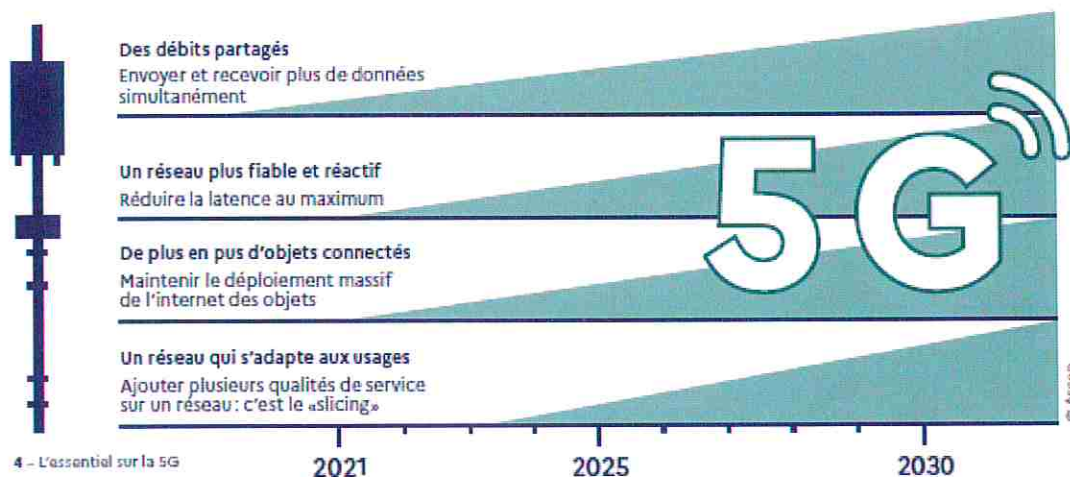 Des débits partagés
Envoyer et recevoir plus de données
simultanément
Un réseau plus fiable et réactif
Réduire la latence au maximum
De plus en pus d'objets connectés
Maintenir le déploiement massif
de l'internet des objets
Un réseau qui s'adapte aux usages
Ajouter plusieurs qualités de service
sur un réseau : c'est le «slicing»
5G
2021
2025
2030
4 – L'essentiel sur la 5G